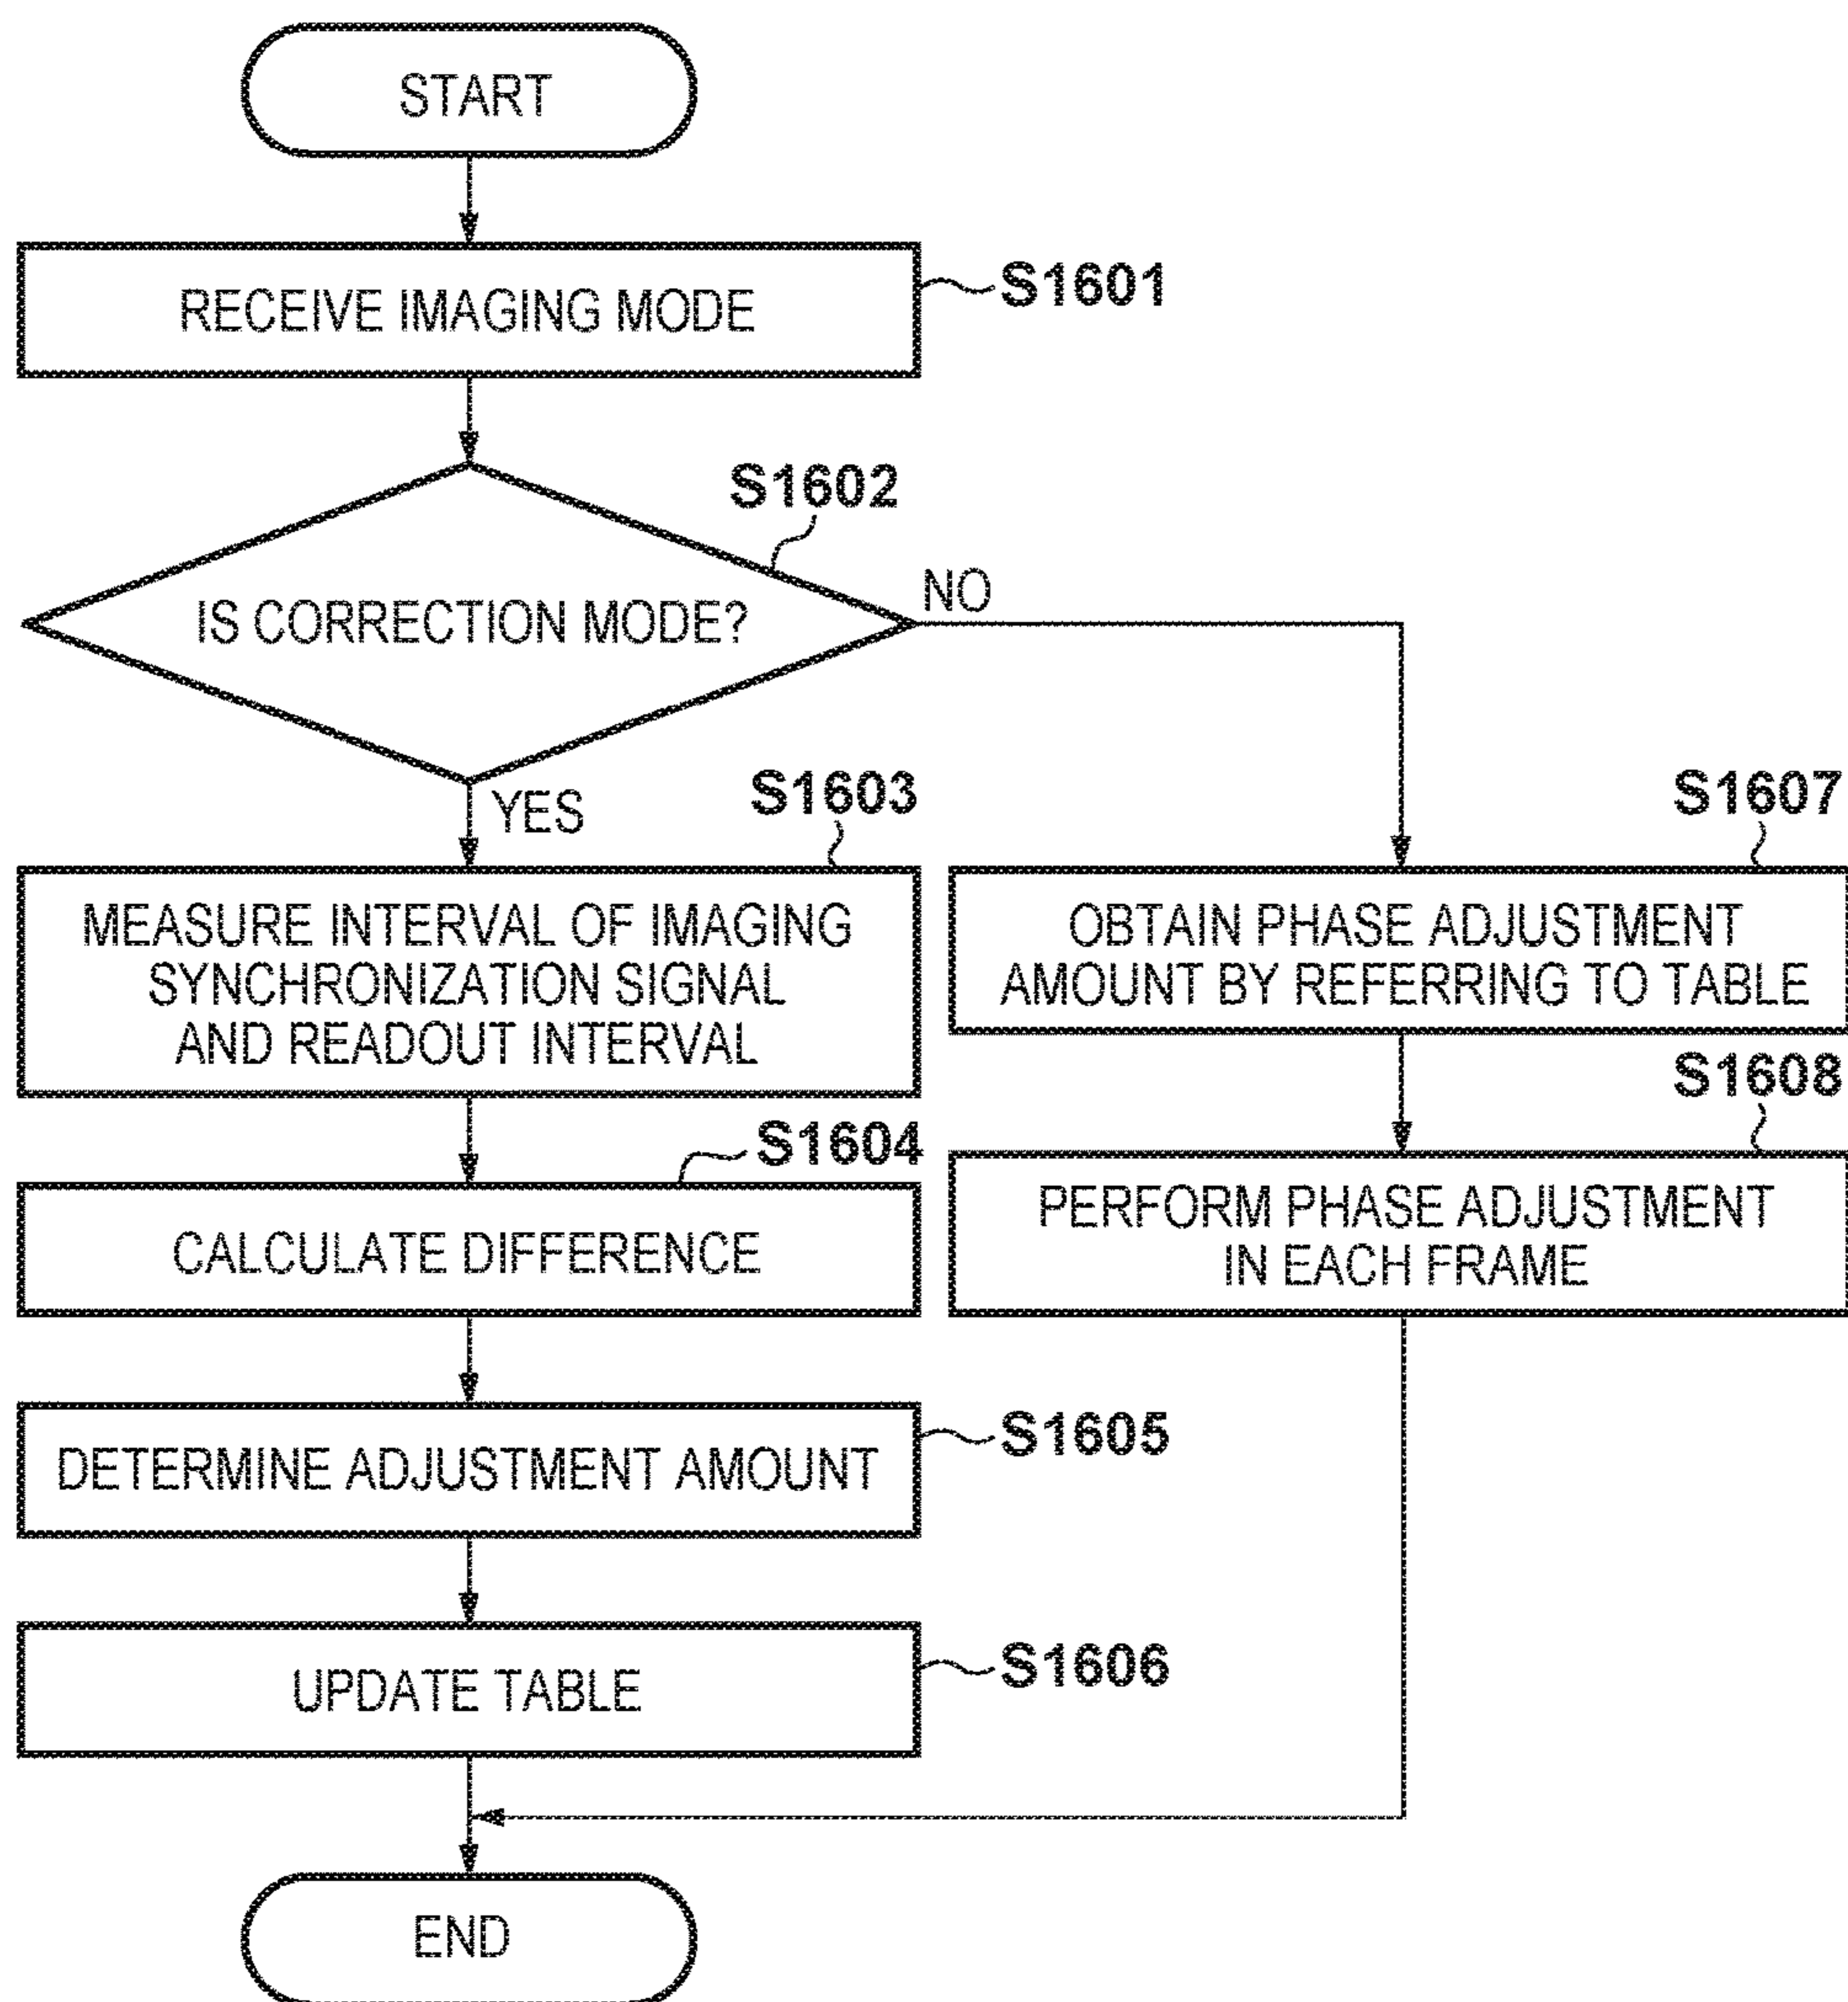 START
RECEIVE IMAGING MODE
S1601
S1602
IS CORRECTION MODE?
NO
YES
S1603
MEASURE INTERVAL OF IMAGING
SYNCHRONIZATION SIGNAL
AND READOUT INTERVAL
S1604
CALCULATE DIFFERENCE
DETERMINE ADJUSTMENT AMOUNT
S1605
UPDATE TABLE
S1606
S1607
OBTAIN PHASE ADJUSTMENT
AMOUNT BY REFERRING TO TABLE
S1608
PERFORM PHASE ADJUSTMENT
IN EACH FRAME
END